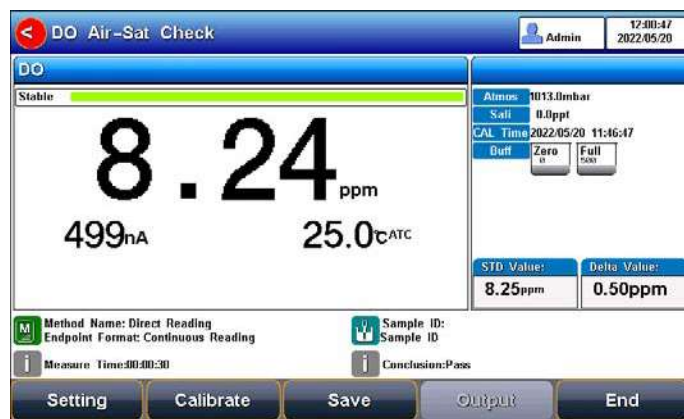 < DO Air-Sat Check
Admin
12:00:47
2022/05/20
DO
Stable
8.24ppm
499nA 25.0℃ATC
Atmos 1013.0mbar
Sali 0.0ppt
CAL Time 2022/05/20 11:46:47
Buff Zero 0 Full 500
STD Value: Delta Value:
8.25ppm 0.50ppm
M Method Name: Direct Reading
Endpoint Format: Continuous Reading
Sample ID:
Sample ID
i Measure Time:00:00:30
i Conclusion:Pass
Setting Calibrate Save Output End